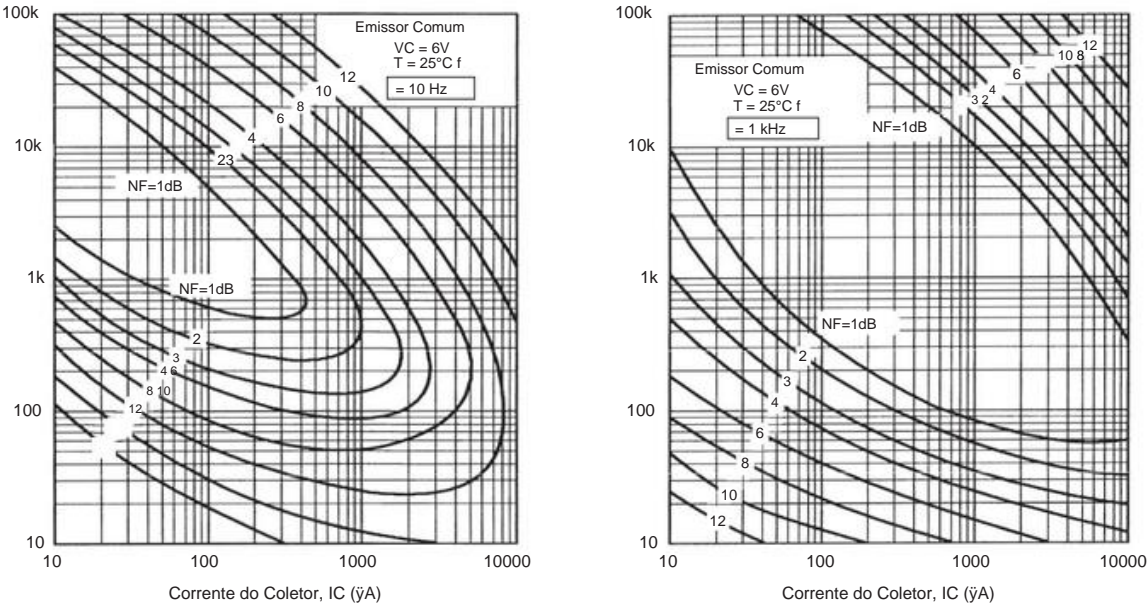 100k
10k
1k
100
10
10
100
1000
10000
Emissor Comum
VC = 6V
T = 25°C f
= 10 Hz
12
10
8
6
4
23
NF=1dB
NF=1dB
2
3
4 6
8 10
12
Corrente do Coletor, IC (ÿA)
100k
10k
1k
100
10
10
100
1000
10000
Emissor Comum
VC = 6V
T = 25°C f
= 1 kHz
12
10 8
6
4
3 2
NF=1dB
NF=1dB
2
3
4
6
8
10
12
Corrente do Coletor, IC (ÿA)